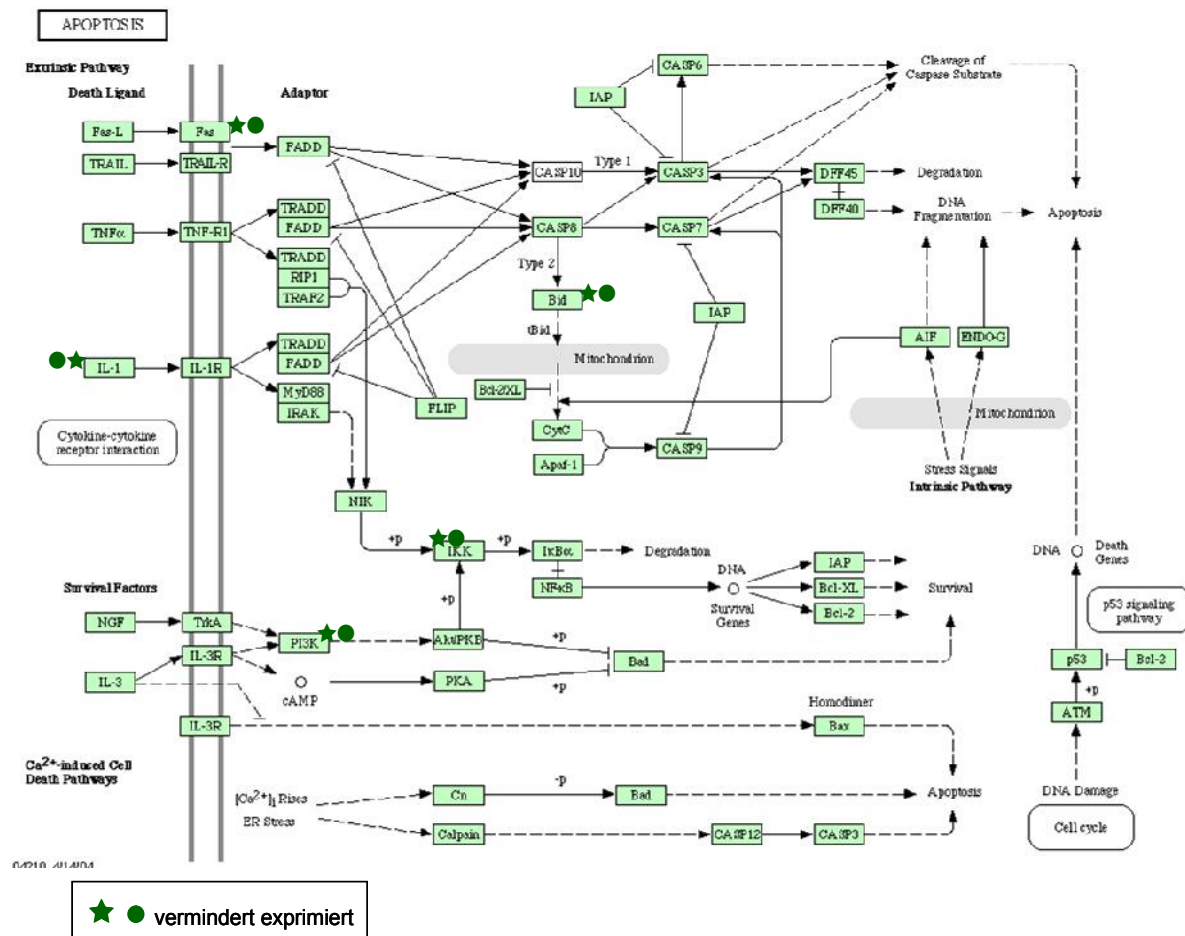 APOPTOSIS
Extrinsic Pathway
Death Ligand
Adaptor
Fas-L
Fas
TRAIL
TRAIL-R
FADD
TNFα
TNF-R1
TRADD
FADD
TRADD
RIP1
TRAF2
IL-1
IL-1R
TRADD
FADD
MyD88
IRAK
FLIP
Cytokine-cytokine
receptor interaction
NIK
CASP6
IAP
CASP10
Type 1
CASP3
CASP8
CASP7
Type 2
Bid
tBid
Mitochondrion
Bcl-2/XL
CytC
Apaf-1
CASP9
IAP
Cleavage of
Caspase Substrate
DFF45
Degradation
DFF40
DNA
Fragmentation
Apoptosis
AIF
ENDO-G
Mitochondrion
Stress Signals
Intrinsic Pathway
+p
IKK
+p
IκBα
Degradation
NFκB
DNA
Survival
Genes
IAP
Bcl-XL
Bcl-2
Survival
Survival Factors
NGF
TrkA
PI3K
+p
Akt/PKB
+p
IL-3R
IL-3
cAMP
PKA
+p
Bad
IL-3R
Homodimer
Bax
DNA
Death
Genes
p53 signaling
pathway
p53
Bcl-2
+p
ATM
DNA Damage
Cell cycle
Ca2+-induced Cell
Death Pathways
[Ca2+]i Rises
ER Stress
Cn
-p
Bad
Apoptosis
Calpain
CASP12
CASP3
04210 4/14/04
vermindert exprimiert